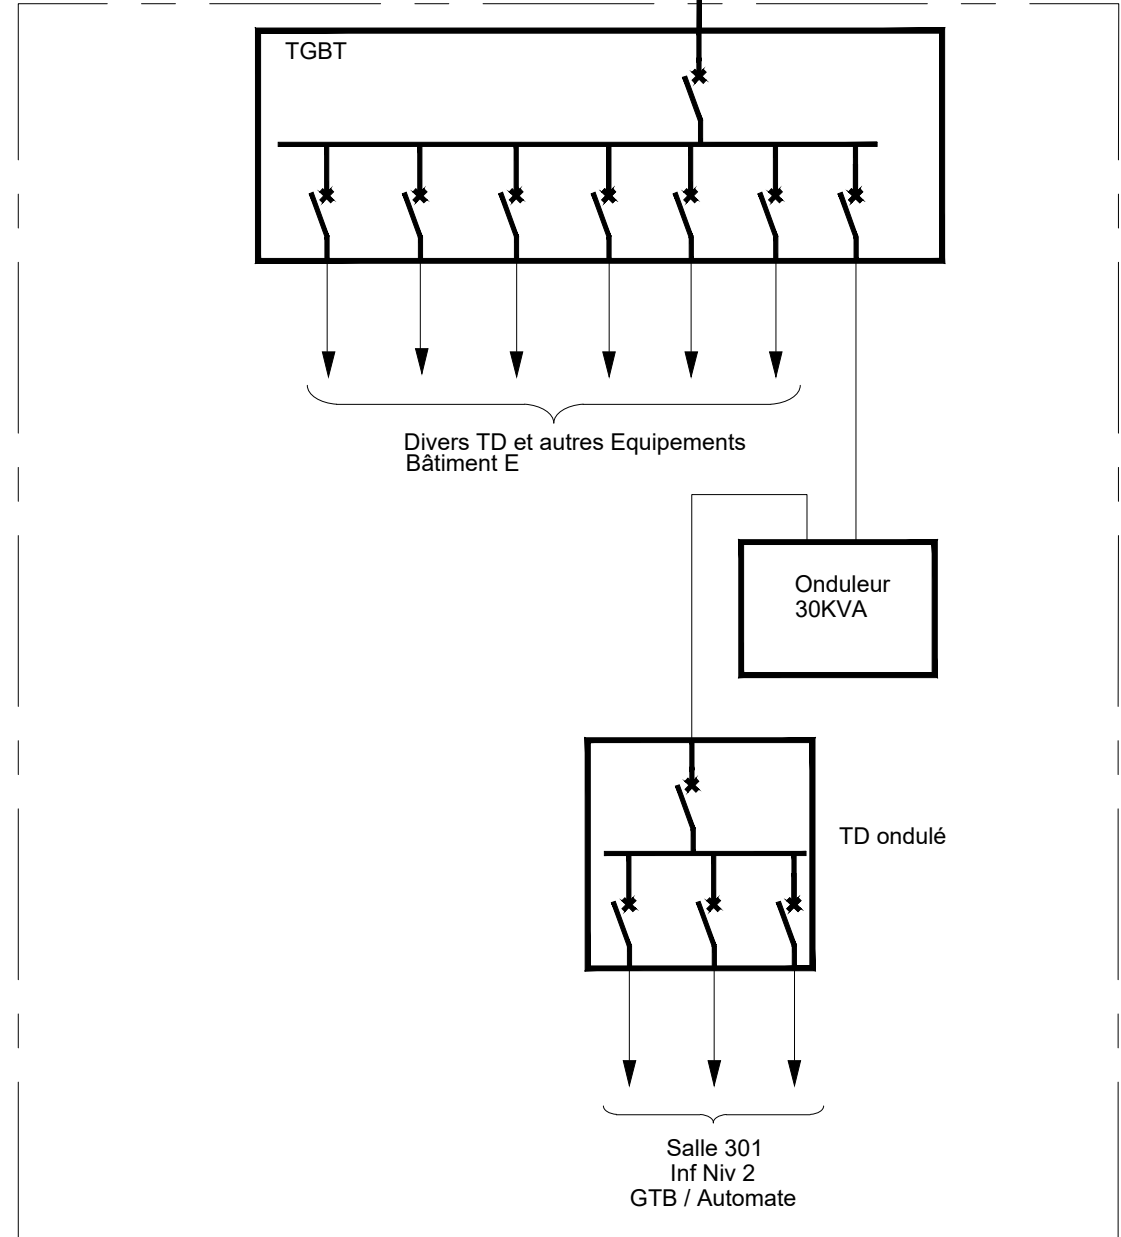 TGBT
Divers TD et autres Equipements
Bâtiment E
Onduleur
30KVA
TD ondulé
Salle 301
Inf Niv 2
GTB / Automate